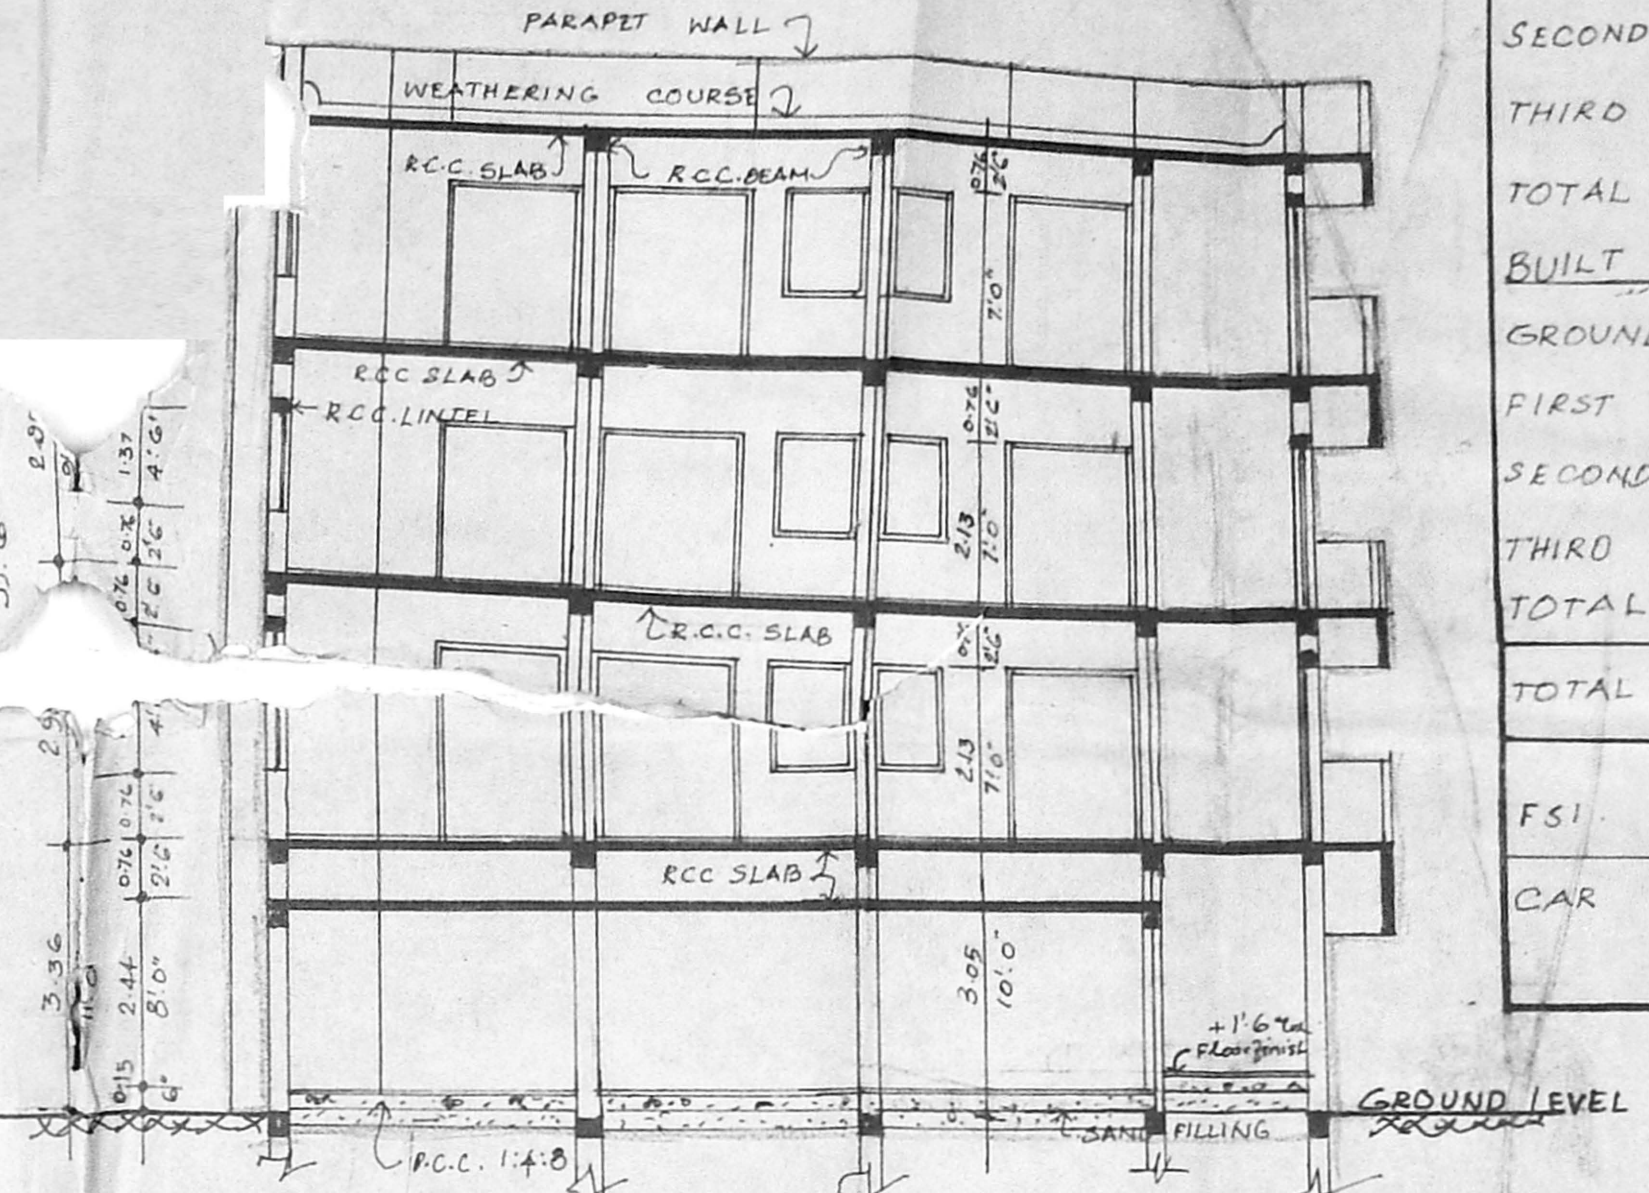 PARAPET WALL
WEATHERING COURSE
R.C.C. SLAB
R.C.C. BEAM
0.76
2'6"
7'0"
RCC SLAB
R.C.C. LINTEL
0.76
2'6"
2.13
7'0"
R.C.C. SLAB
2'6"
2.13
7'0"
RCC SLAB
3.05
10'.0"
+1'.6"
Floor finish
GROUND LEVEL
SAND FILLING
P.C.C. 1:4:8
1.37
4'.6"
0.76
2'6"
0.76
2'6"
0.76
2'6"
0.76
2'.6"
3.36
11'.0
2.44
8'.0"
0.15
6"
SECOND
THIRD
TOTAL
BUILT
GROUND
FIRST
SECOND
THIRD
TOTAL
TOTAL
FSI.
CAR